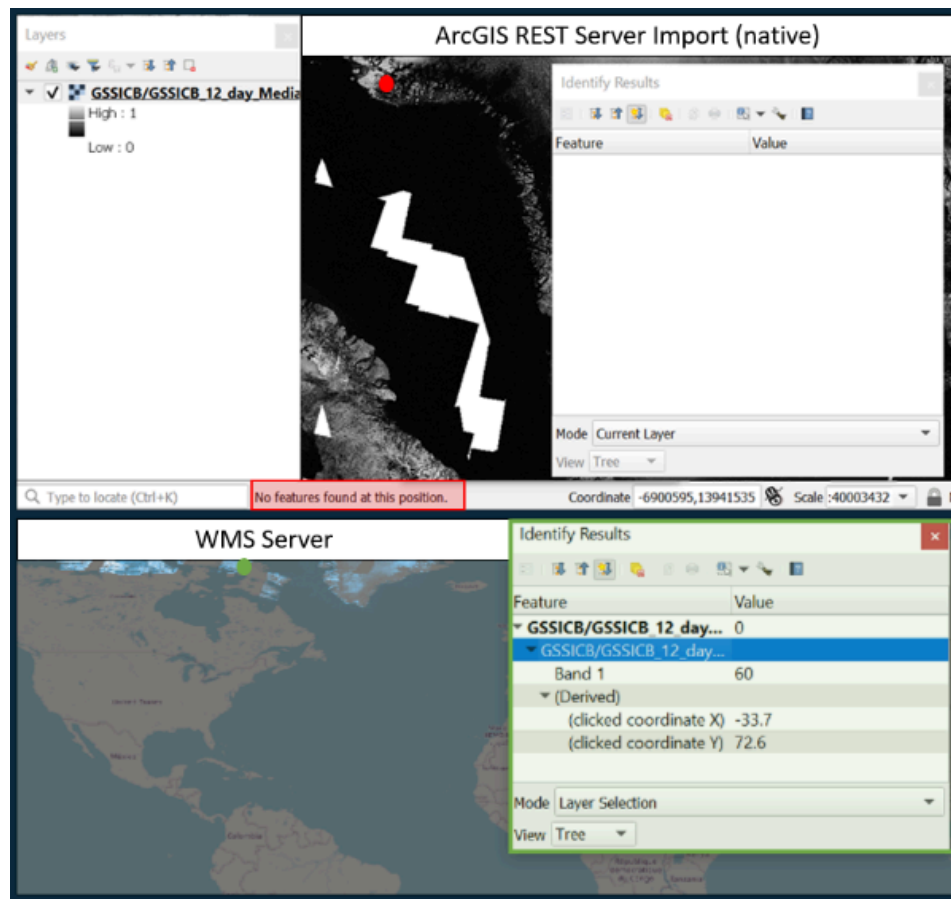 Layers
ArcGIS REST Server Import (native)
GSSICB/GSSICB_12_day_Media
High : 1
Low : 0
Identify Results
Feature Value
Mode Current Layer
View Tree
Type to locate (Ctrl+K)
No features found at this position.
Coordinate -6900595,13941535
Scale :40003432
WMS Server
Identify Results
Feature Value
GSSICB/GSSICB_12_day... 0
GSSICB/GSSICB_12_day...
Band 1 60
(Derived)
(clicked coordinate X) -33.7
(clicked coordinate Y) 72.6
Mode Layer Selection
View Tree